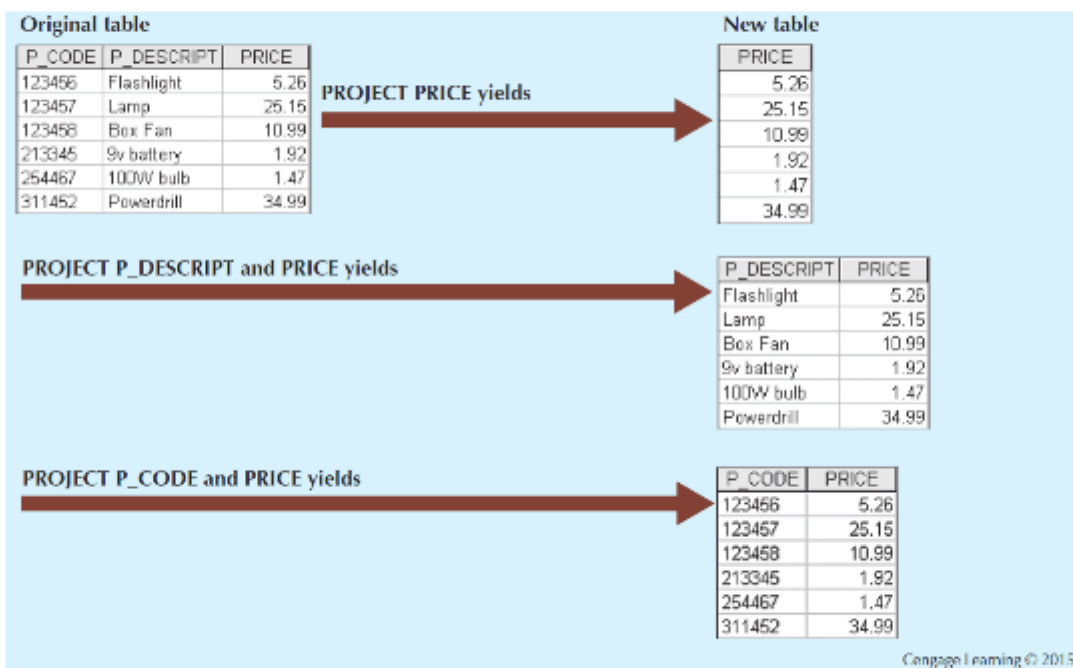 Original table
New table
P_CODE P_DESCRIPT PRICE
123456 Flashlight 5.26
123457 Lamp 25.15
123458 Box Fan 10.99
213345 9v battery 1.92
254467 100W bulb 1.47
311452 Powerdrill 34.99
PROJECT PRICE yields
PRICE
5.26
25.15
10.99
1.92
1.47
34.99
PROJECT P_DESCRIPT and PRICE yields
P_DESCRIPT PRICE
Flashlight 5.26
Lamp 25.15
Box Fan 10.99
9v battery 1.92
100W bulb 1.47
Powerdrill 34.99
PROJECT P_CODE and PRICE yields
P_CODE PRICE
123456 5.26
123457 25.15
123458 10.99
213345 1.92
254467 1.47
311452 34.99
Cengage Learning © 2015